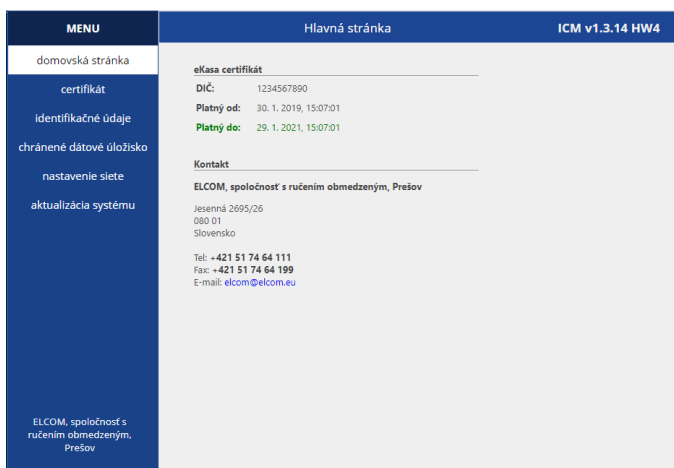 MENU
Hlavná stránka
ICM v1.3.14 HW4
domovská stránka
certifikát
identifikačné údaje
chránené dátové úložisko
nastavenie siete
aktualizácia systému
ELCOM, spoločnosť s
ručením obmedzeným,
Prešov
eKasa certifikát
DIČ: 1234567890
Platný od: 30. 1. 2019, 15:07:01
Platný do: 29. 1. 2021, 15:07:01
Kontakt
ELCOM, spoločnosť s ručením obmedzeným, Prešov
Jesenná 2695/26
080 01
Slovensko
Tel: +421 51 74 64 111
Fax: +421 51 74 64 199
E-mail: elcom@elcom.eu